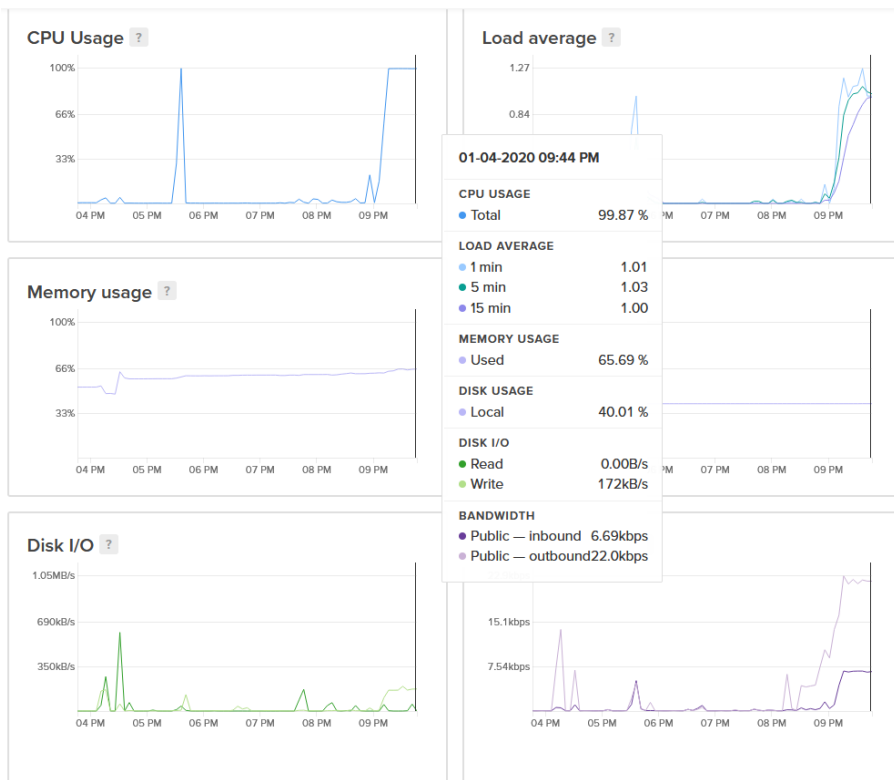 CPU Usage ?
100%
66%
33%
04 PM 05 PM 06 PM 07 PM 08 PM 09 PM
Load average ?
1.27
0.84
07 PM 08 PM 09 PM
01-04-2020 09:44 PM
CPU USAGE
Total 99.87 %
LOAD AVERAGE
1 min 1.01
5 min 1.03
15 min 1.00
MEMORY USAGE
Used 65.69 %
DISK USAGE
Local 40.01 %
DISK I/O
Read 0.00B/s
Write 172kB/s
BANDWIDTH
Public — inbound 6.69kbps
Public — outbound22.0kbps
Memory usage ?
100%
66%
33%
04 PM 05 PM 06 PM 07 PM 08 PM 09 PM
PM 07 PM 08 PM 09 PM
Disk I/O ?
1.05MB/s
690kB/s
350kB/s
04 PM 05 PM 06 PM 07 PM 08 PM 09 PM
15.1kbps
7.54kbps
04 PM 05 PM 06 PM 07 PM 08 PM 09 PM